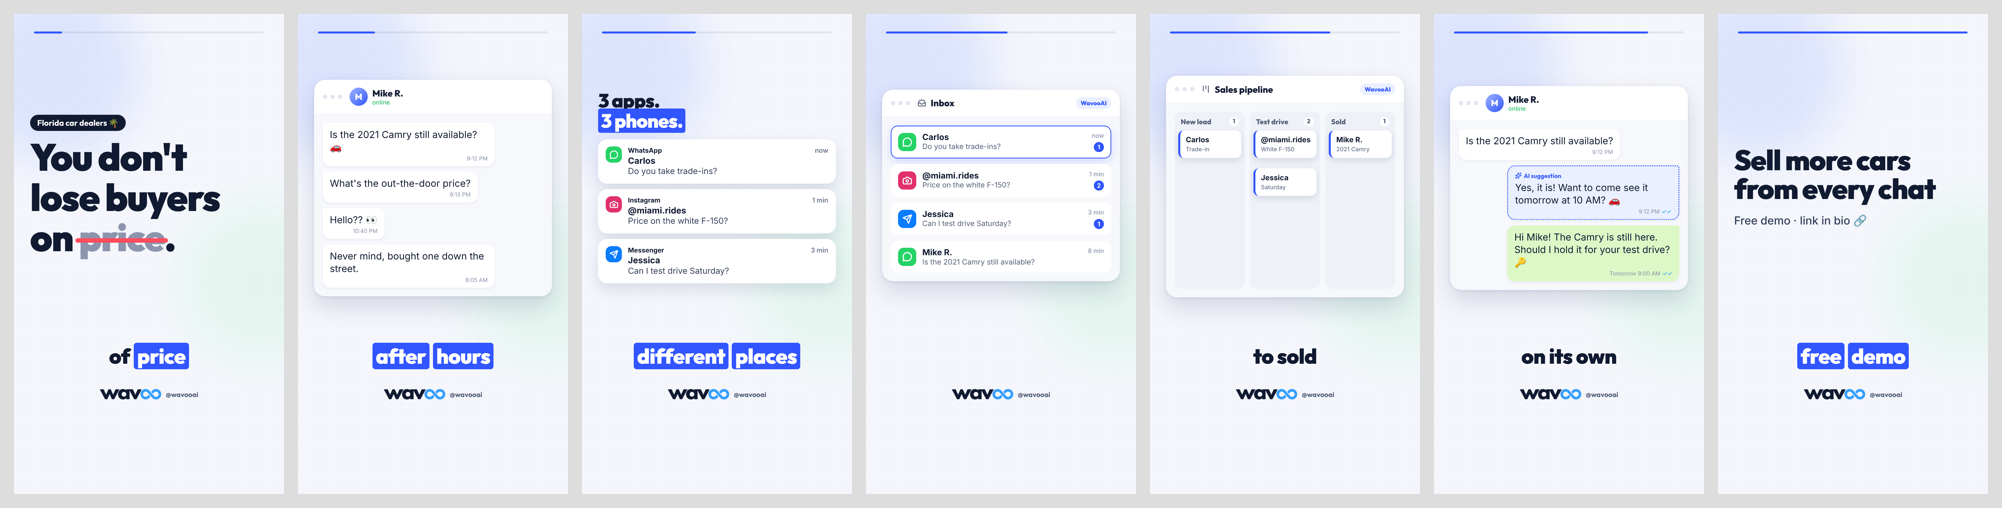 Florida car dealers 🌴
You don't
lose buyers
on price.
of price
wavoo @wavooai
M
Mike R.
online
Is the 2021 Camry still available?
🚗
9:12 PM
What's the out-the-door price?
9:13 PM
Hello?? 👀
10:40 PM
Never mind, bought one down the
street.
8:05 AM
after hours
wavoo @wavooai
3 apps.
3 phones.
WhatsApp now
Carlos
Do you take trade-ins?
Instagram 1 min
@miami.rides
Price on the white F-150?
Messenger 3 min
Jessica
Can I test drive Saturday?
different places
wavoo @wavooai
Inbox WavooAI
Carlos now
Do you take trade-ins? 1
@miami.rides 1 min
Price on the white F-150? 2
Jessica 3 min
Can I test drive Saturday? 1
Mike R. 8 min
Is the 2021 Camry still available?
wavoo @wavooai
Sales pipeline WavooAI
New lead 1
Carlos
Trade-in
Test drive 2
@miami.rides
White F-150
Jessica
Saturday
Sold 1
Mike R.
2021 Camry
to sold
wavoo @wavooai
M
Mike R.
online
Is the 2021 Camry still available?
9:12 PM
AI suggestion
Yes, it is! Want to come see it
tomorrow at 10 AM? 🚗
9:12 PM ✓✓
Hi Mike! The Camry is still here.
Should I hold it for your test drive?
🔑
Tomorrow 9:00 AM ✓✓
on its own
wavoo @wavooai
Sell more cars
from every chat
Free demo · link in bio 🔗
free demo
wavoo @wavooai